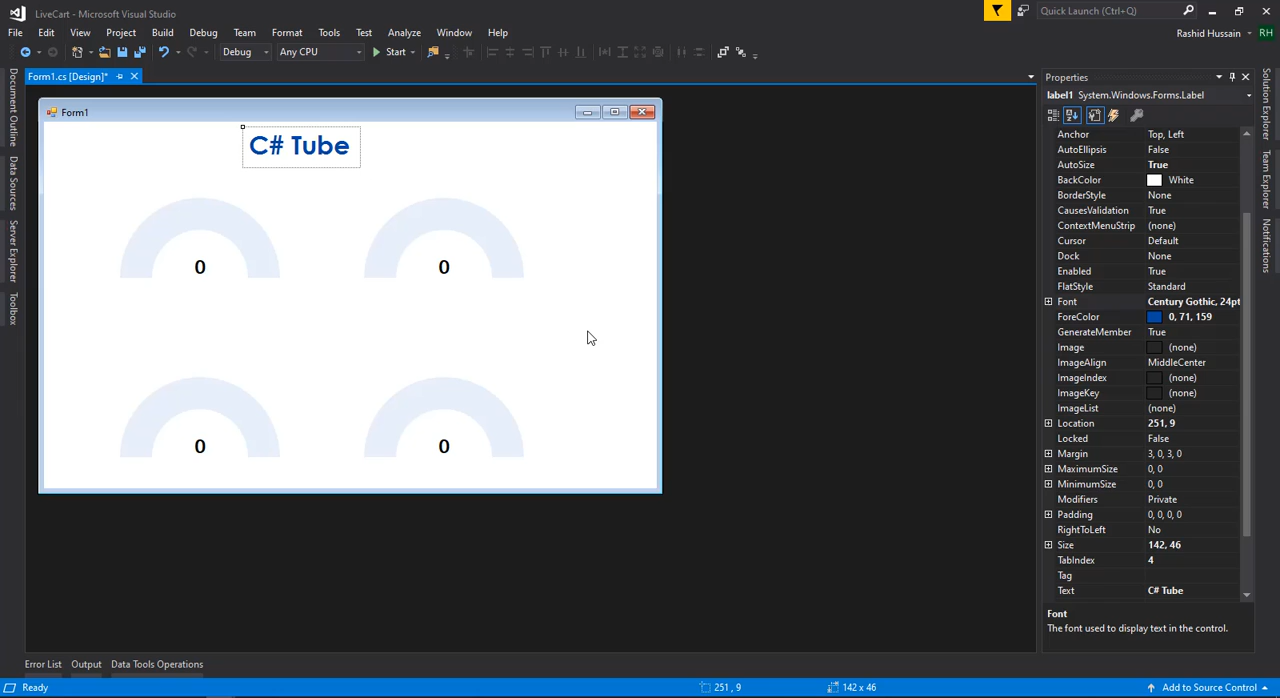 LiveCart - Microsoft Visual Studio
Quick Launch (Ctrl+Q)
File Edit View Project Build Debug Team Format Tools Test Analyze Window Help
Rashid Hussain RH
Debug Any CPU Start
Form1.cs [Design]*
Document Outline
Data Sources
Server Explorer
Toolbox
Form1
C# Tube
0 0
0 0
Properties
label1 System.Windows.Forms.Label
Anchor Top, Left
AutoEllipsis False
AutoSize True
BackColor White
BorderStyle None
CausesValidation True
ContextMenuStrip (none)
Cursor Default
Dock None
Enabled True
FlatStyle Standard
Font Century Gothic, 24pt
ForeColor 0, 71, 159
GenerateMember True
Image (none)
ImageAlign MiddleCenter
ImageIndex (none)
ImageKey (none)
ImageList (none)
Location 251, 9
Locked False
Margin 3, 0, 3, 0
MaximumSize 0, 0
MinimumSize 0, 0
Modifiers Private
Padding 0, 0, 0, 0
RightToLeft No
Size 142, 46
TabIndex 4
Tag
Text C# Tube
Font
The font used to display text in the control.
Solution Explorer
Team Explorer
Notifications
Error List Output Data Tools Operations
Ready 251 , 9 142 x 46 Add to Source Control